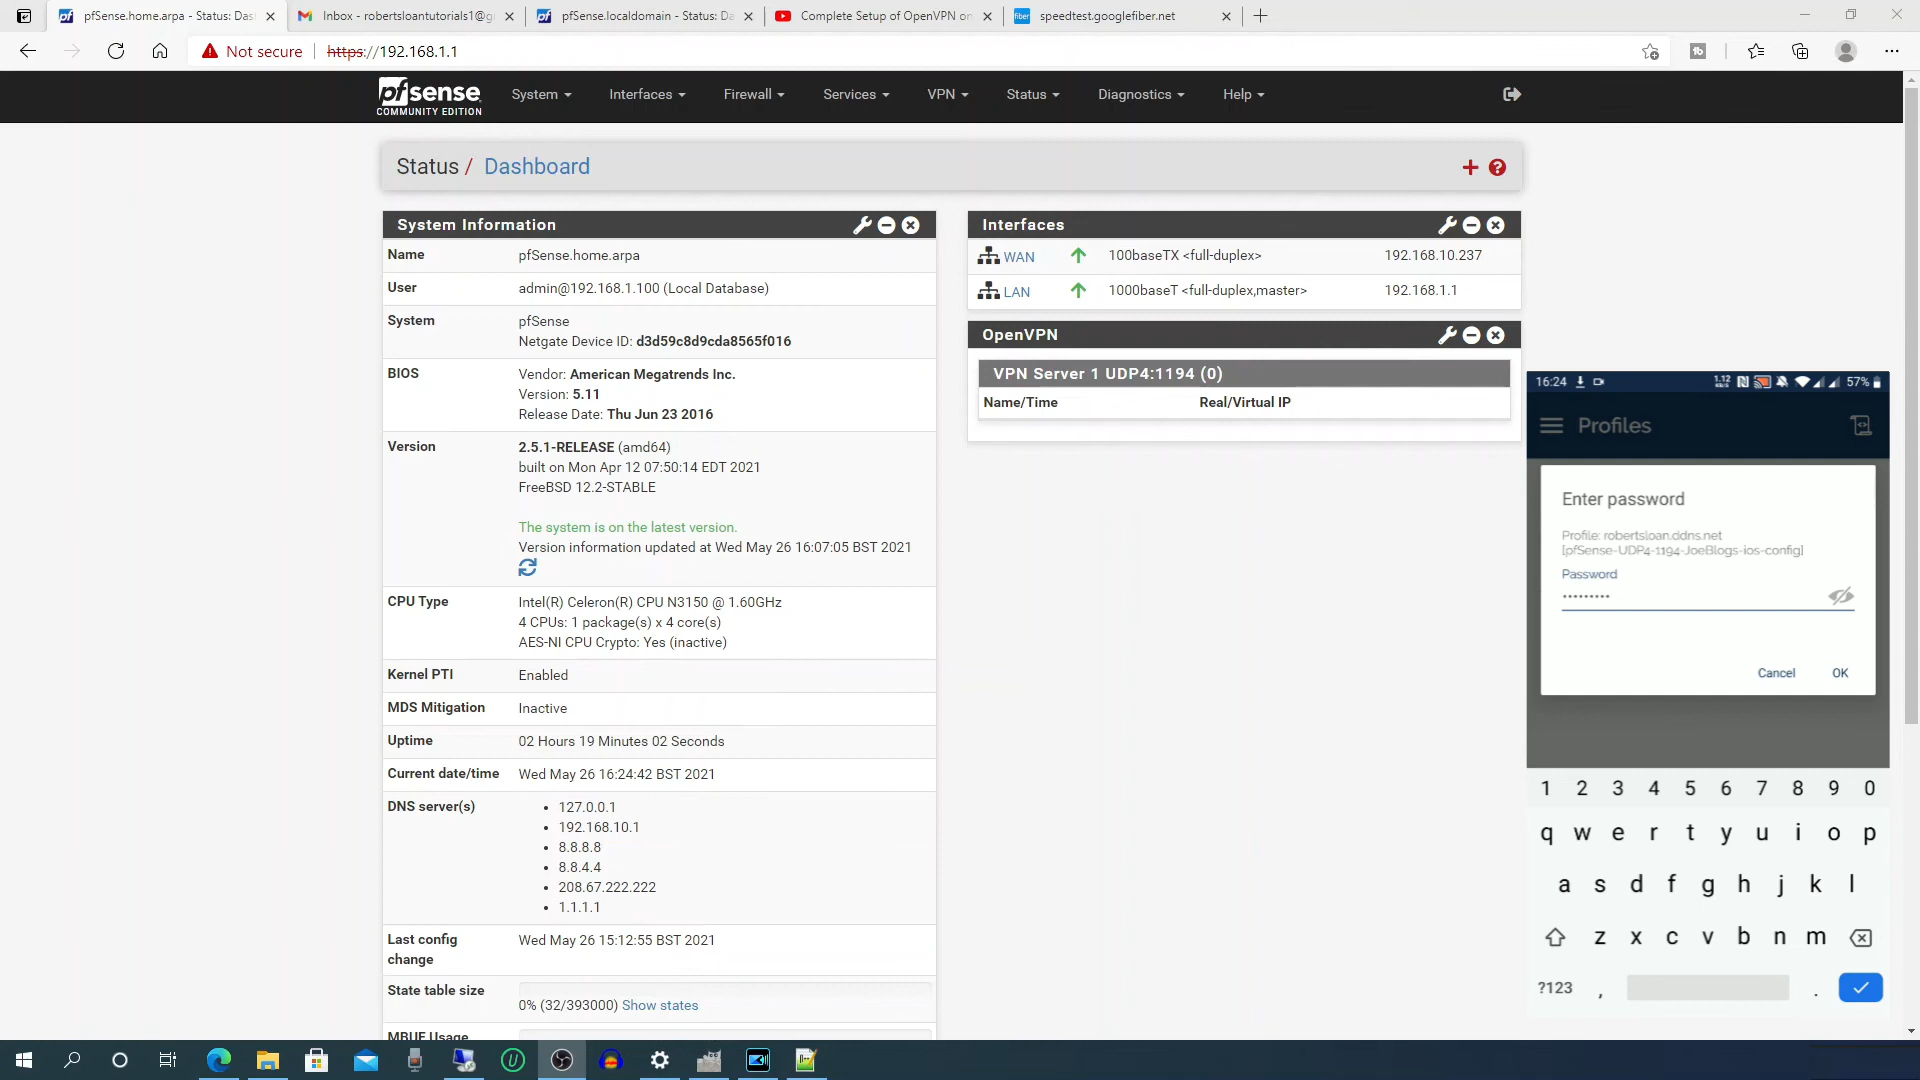 pfSense.home.arpa - Status: Das
Inbox - robertsloantutorials1@g
pfSense.localdomain - Status: Da
Complete Setup of OpenVPN on
fiber
speedtest.googlefiber.net
Not secure
https://192.168.1.1
pfsense
COMMUNITY EDITION
System
Interfaces
Firewall
Services
VPN
Status
Diagnostics
Help
Status / Dashboard
System Information
Name pfSense.home.arpa
User admin@192.168.1.100 (Local Database)
System pfSense
Netgate Device ID: d3d59c8d9cda8565f016
BIOS Vendor: American Megatrends Inc.
Version: 5.11
Release Date: Thu Jun 23 2016
Version 2.5.1-RELEASE (amd64)
built on Mon Apr 12 07:50:14 EDT 2021
FreeBSD 12.2-STABLE
The system is on the latest version.
Version information updated at Wed May 26 16:07:05 BST 2021
CPU Type Intel(R) Celeron(R) CPU N3150 @ 1.60GHz
4 CPUs: 1 package(s) x 4 core(s)
AES-NI CPU Crypto: Yes (inactive)
Kernel PTI Enabled
MDS Mitigation Inactive
Uptime 02 Hours 19 Minutes 02 Seconds
Current date/time Wed May 26 16:24:42 BST 2021
DNS server(s)
• 127.0.0.1
• 192.168.10.1
• 8.8.8.8
• 8.8.4.4
• 208.67.222.222
• 1.1.1.1
Last config change Wed May 26 15:12:55 BST 2021
State table size
0% (32/393000) Show states
MBUF Usage
Interfaces
WAN 100baseTX <full-duplex> 192.168.10.237
LAN 1000baseT <full-duplex,master> 192.168.1.1
OpenVPN
VPN Server 1 UDP4:1194 (0)
Name/Time Real/Virtual IP
16:24 57%
Profiles
Enter password
Profile: robertsloan.ddns.net
[pfSense-UDP4-1194-JoeBlogs-ios-config]
Password
•••••••••
Cancel OK
1 2 3 4 5 6 7 8 9 0
q w e r t y u i o p
a s d f g h j k l
z x c v b n m
?123 , .